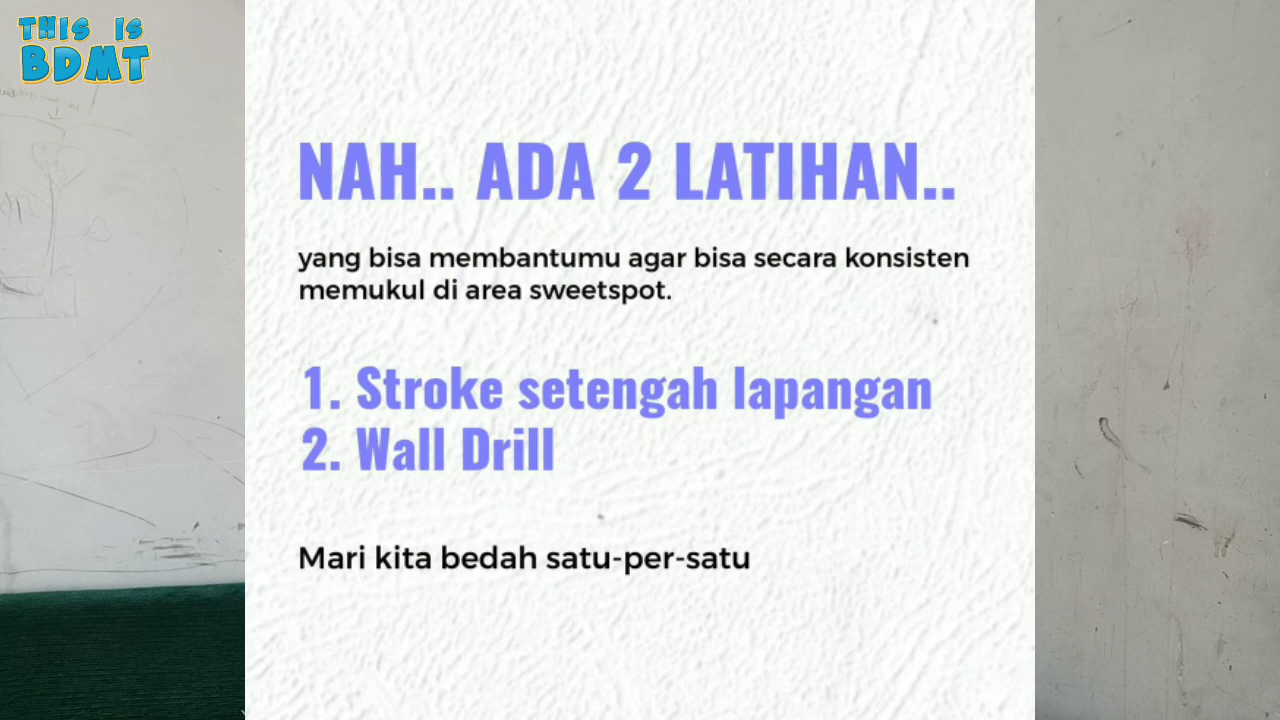 THIS IS
BDMT
NAH.. ADA 2 LATIHAN..
yang bisa membantumu agar bisa secara konsisten
memukul di area sweetspot.
1. Stroke setengah lapangan
2. Wall Drill
Mari kita bedah satu-per-satu